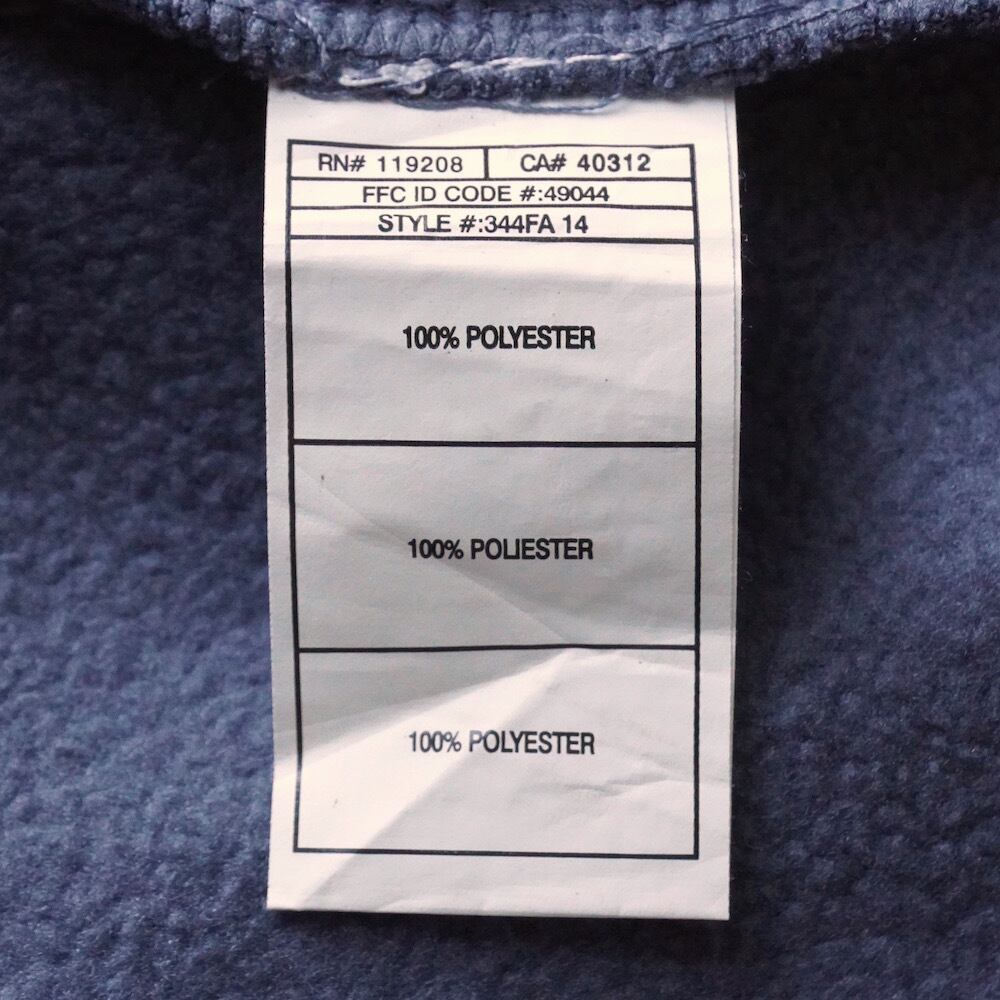 RN# 119208 CA# 40312
FFC ID CODE #:49044
STYLE #:344FA 14
100% POLYESTER
100% POLIESTER
100% POLYESTER